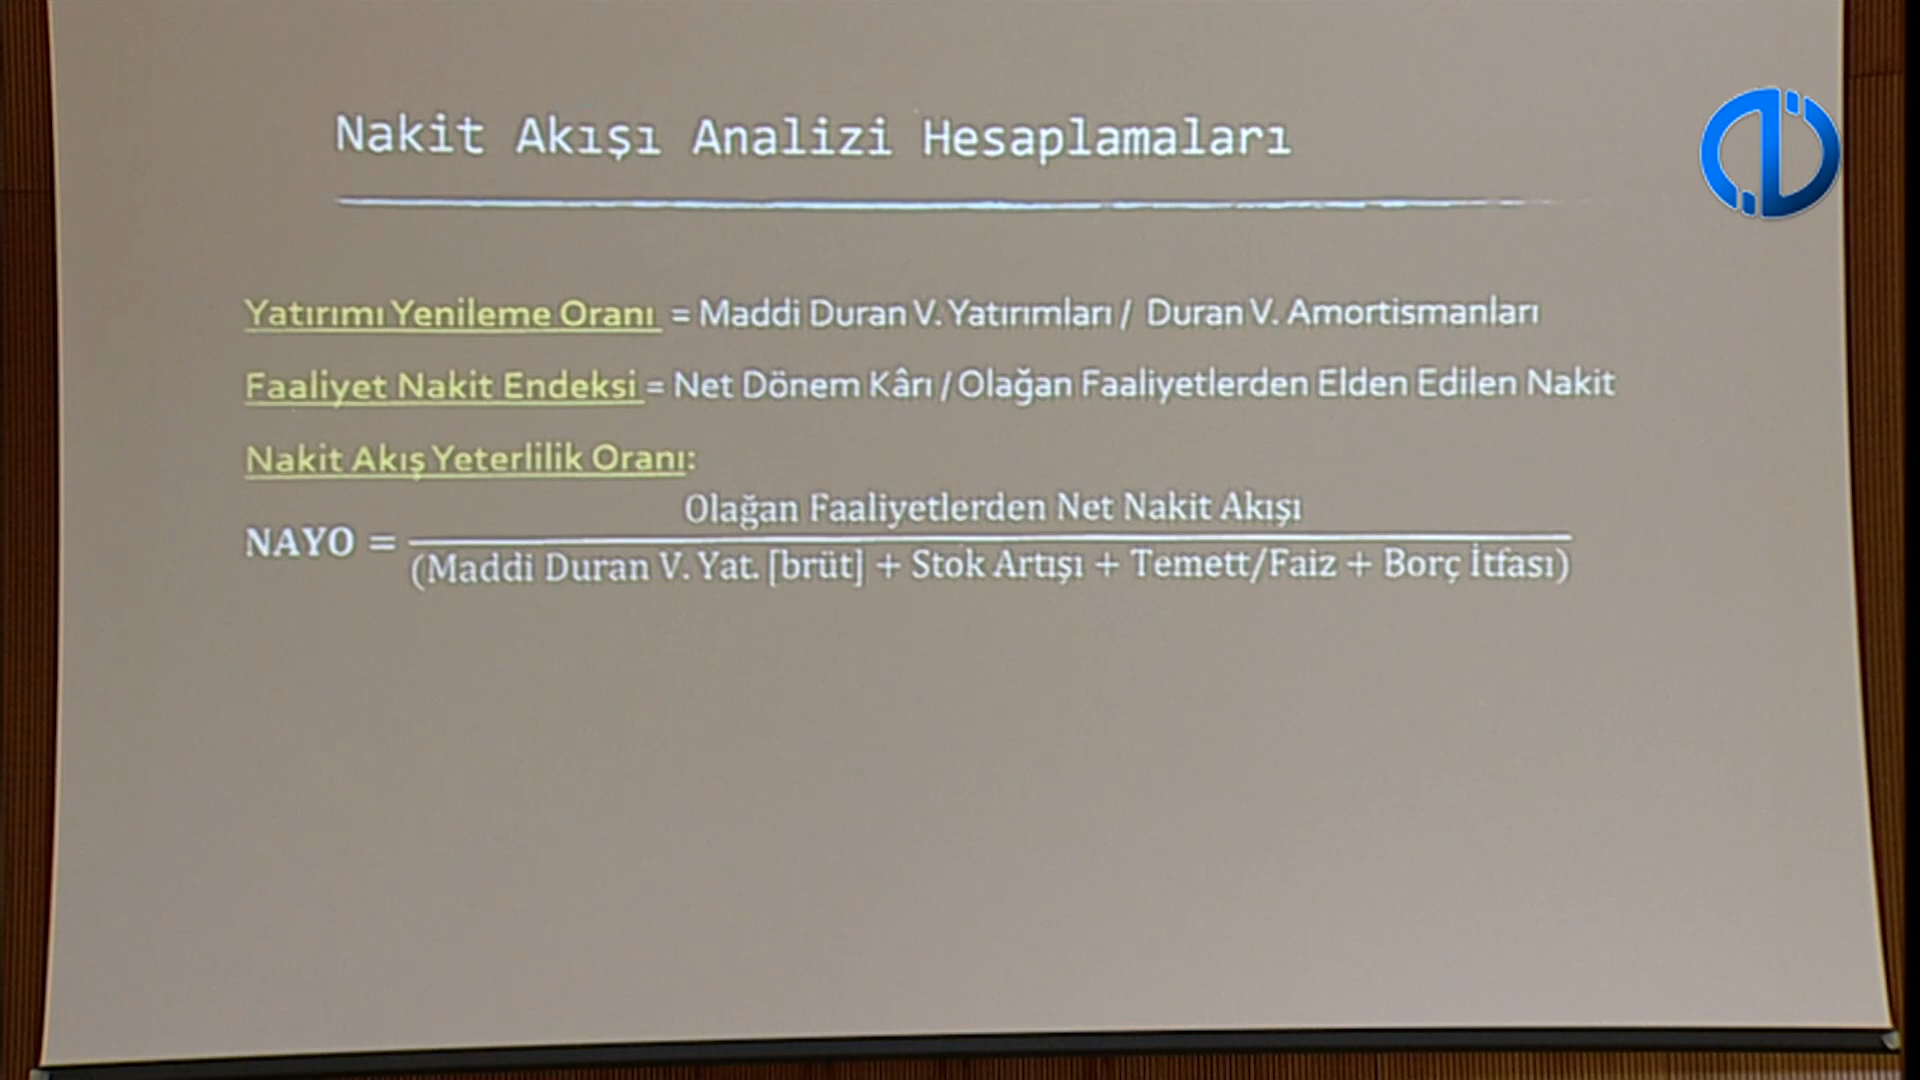 Nakit Akışı Analizi Hesaplamaları
Yatırımı Yenileme Oranı = Maddi Duran V. Yatırımları / Duran V. Amortismanları
Faaliyet Nakit Endeksi = Net Dönem Kârı / Olağan Faaliyetlerden Elden Edilen Nakit
Nakit Akış Yeterlilik Oranı:
NAYO = Olağan Faaliyetlerden Net Nakit Akışı
(Maddi Duran V. Yat. [brüt] + Stok Artışı + Temett/Faiz + Borç İtfası)